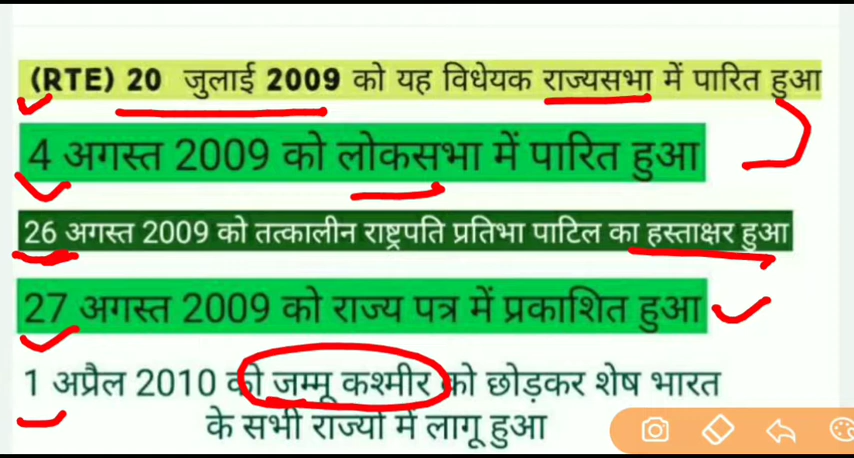 (RTE) 20 जुलाई 2009 को यह विधेयक राज्यसभा में पारित हुआ
4 अगस्त 2009 को लोकसभा में पारित हुआ
26 अगस्त 2009 को तत्कालीन राष्ट्रपति प्रतिभा पाटिल का हस्ताक्षर हुआ
27 अगस्त 2009 को राज्य पत्र में प्रकाशित हुआ
1 अप्रैल 2010 को जम्मू कश्मीर को छोड़कर शेष भारत
के सभी राज्यों में लागू हुआ